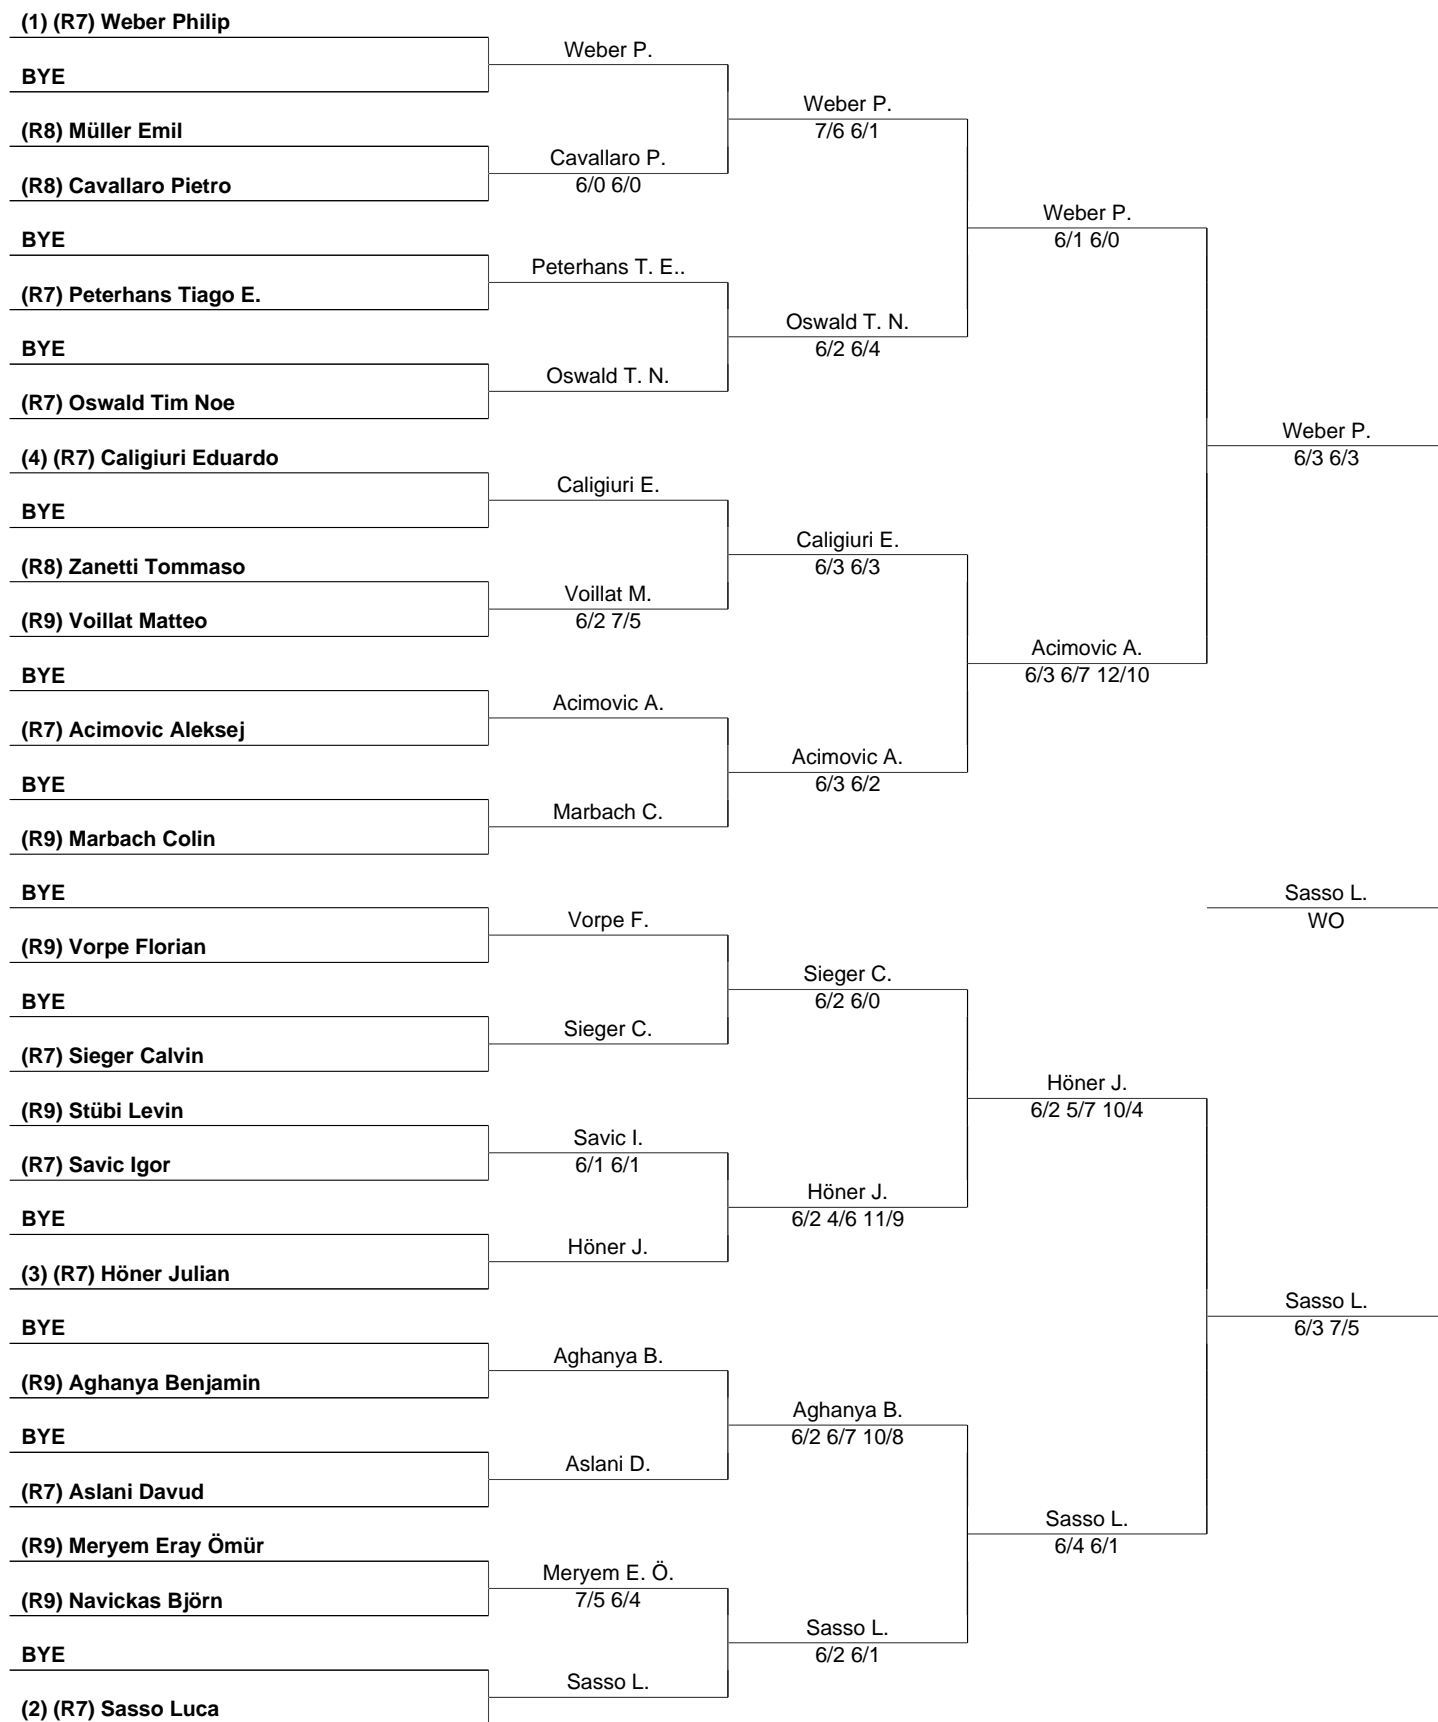 (1) (R7) Weber Philip
Weber P.
BYE
Weber P.
7/6 6/1
(R8) Müller Emil
Cavallaro P.
6/0 6/0
(R8) Cavallaro Pietro
Weber P.
6/1 6/0
BYE
Peterhans T. E..
(R7) Peterhans Tiago E.
Oswald T. N.
6/2 6/4
BYE
Oswald T. N.
(R7) Oswald Tim Noe
Weber P.
6/3 6/3
(4) (R7) Caligiuri Eduardo
Caligiuri E.
BYE
Caligiuri E.
6/3 6/3
(R8) Zanetti Tommaso
Voillat M.
6/2 7/5
(R9) Voillat Matteo
Acimovic A.
6/3 6/7 12/10
BYE
Acimovic A.
(R7) Acimovic Aleksej
Acimovic A.
6/3 6/2
BYE
Marbach C.
(R9) Marbach Colin
BYE
Sasso L.
WO
Vorpe F.
(R9) Vorpe Florian
Sieger C.
6/2 6/0
BYE
Sieger C.
(R7) Sieger Calvin
Höner J.
6/2 5/7 10/4
(R9) Stübi Levin
Savic I.
6/1 6/1
(R7) Savic Igor
Höner J.
6/2 4/6 11/9
BYE
Höner J.
(3) (R7) Höner Julian
Sasso L.
6/3 7/5
BYE
Aghanya B.
(R9) Aghanya Benjamin
Aghanya B.
6/2 6/7 10/8
BYE
Aslani D.
(R7) Aslani Davud
Sasso L.
6/4 6/1
(R9) Meryem Eray Ömür
Meryem E. Ö.
7/5 6/4
(R9) Navickas Björn
Sasso L.
6/2 6/1
BYE
Sasso L.
(2) (R7) Sasso Luca